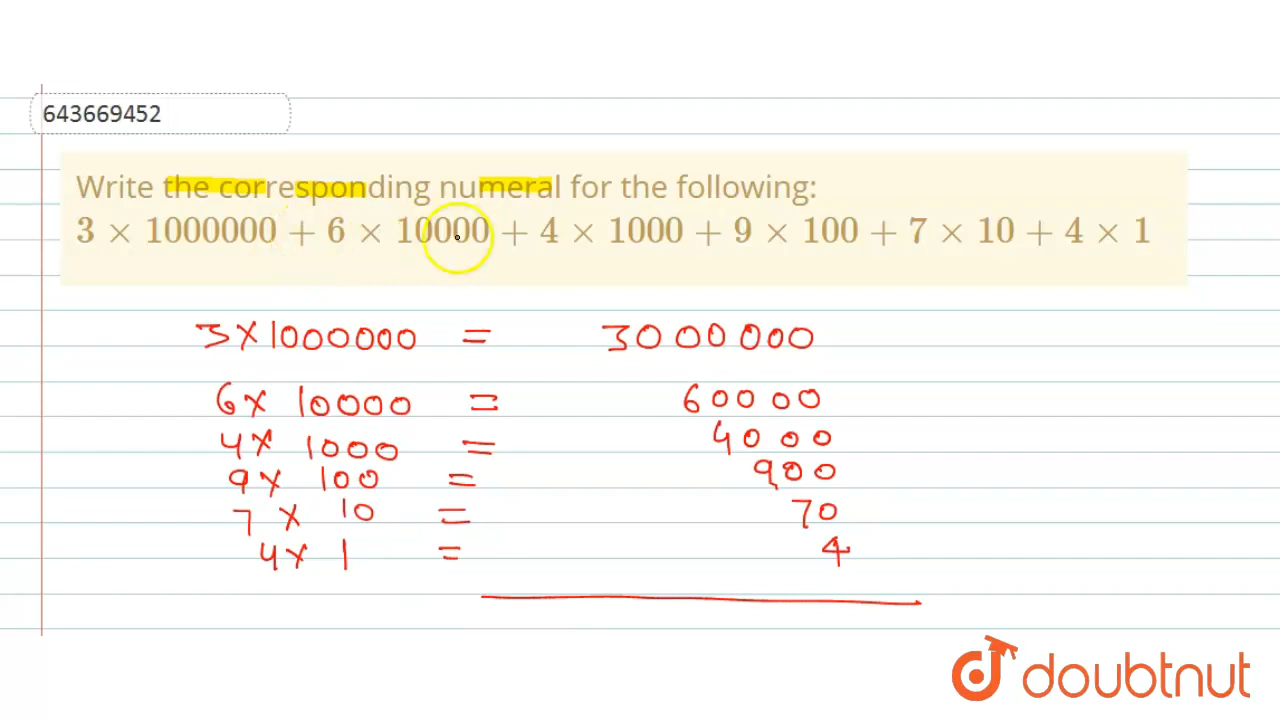 643669452
Write the corresponding numeral for the following:
3 × 1000000 + 6 × 10000 + 4 × 1000 + 9 × 100 + 7 × 10 + 4 × 1
3×1000000 = 3000000
6× 10000 = 60000
4× 1000 = 4000
9× 100 = 900
7 × 10 = 70
4× 1 = 4
doubtnut